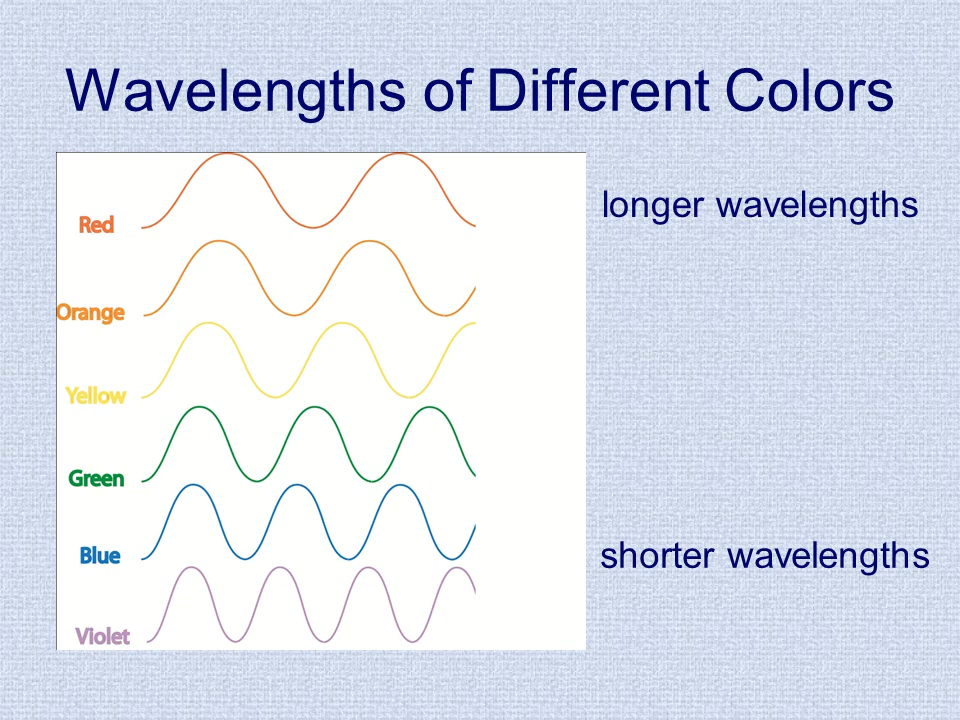 Wavelengths of Different Colors
longer wavelengths
Red
Orange
Yellow
Green
Blue
shorter wavelengths
Violet